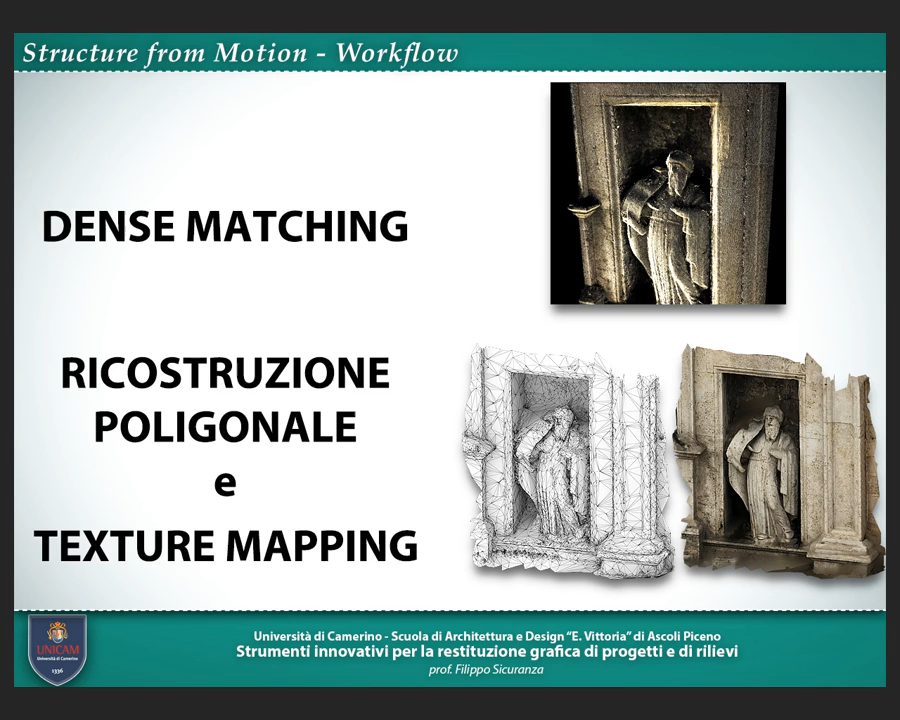 Structure from Motion - Workflow
DENSE MATCHING
RICOSTRUZIONE
POLIGONALE
e
TEXTURE MAPPING
UNICAM
Università di Camerino
1336
Università di Camerino - Scuola di Architettura e Design “E. Vittoria” di Ascoli Piceno
Strumenti innovativi per la restituzione grafica di progetti e di rilievi
prof. Filippo Sicuranza